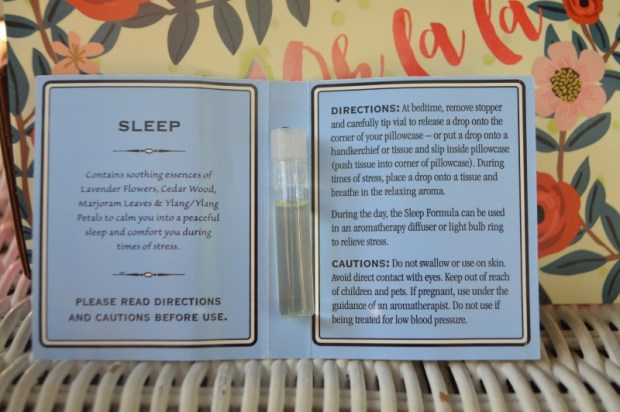 Oh la la
SLEEP
Contains soothing essences of
Lavender Flowers, Cedar Wood,
Marjoram Leaves & Ylang/Ylang
Petals to calm you into a peaceful
sleep and comfort you during
times of stress.
PLEASE READ DIRECTIONS
AND CAUTIONS BEFORE USE.
DIRECTIONS: At bedtime, remove stopper
and carefully tip vial to release a drop onto the
corner of your pillowcase – or put a drop onto a
handkerchief or tissue and slip inside pillowcase
(push tissue into corner of pillowcase). During
times of stress, place a drop onto a tissue and
breathe in the relaxing aroma.
During the day, the Sleep Formula can be used
in an aromatherapy diffuser or light bulb ring
to relieve stress.
CAUTIONS: Do not swallow or use on skin.
Avoid direct contact with eyes. Keep out of reach
of children and pets. If pregnant, use under the
guidance of an aromatherapist. Do not use if
being treated for low blood pressure.